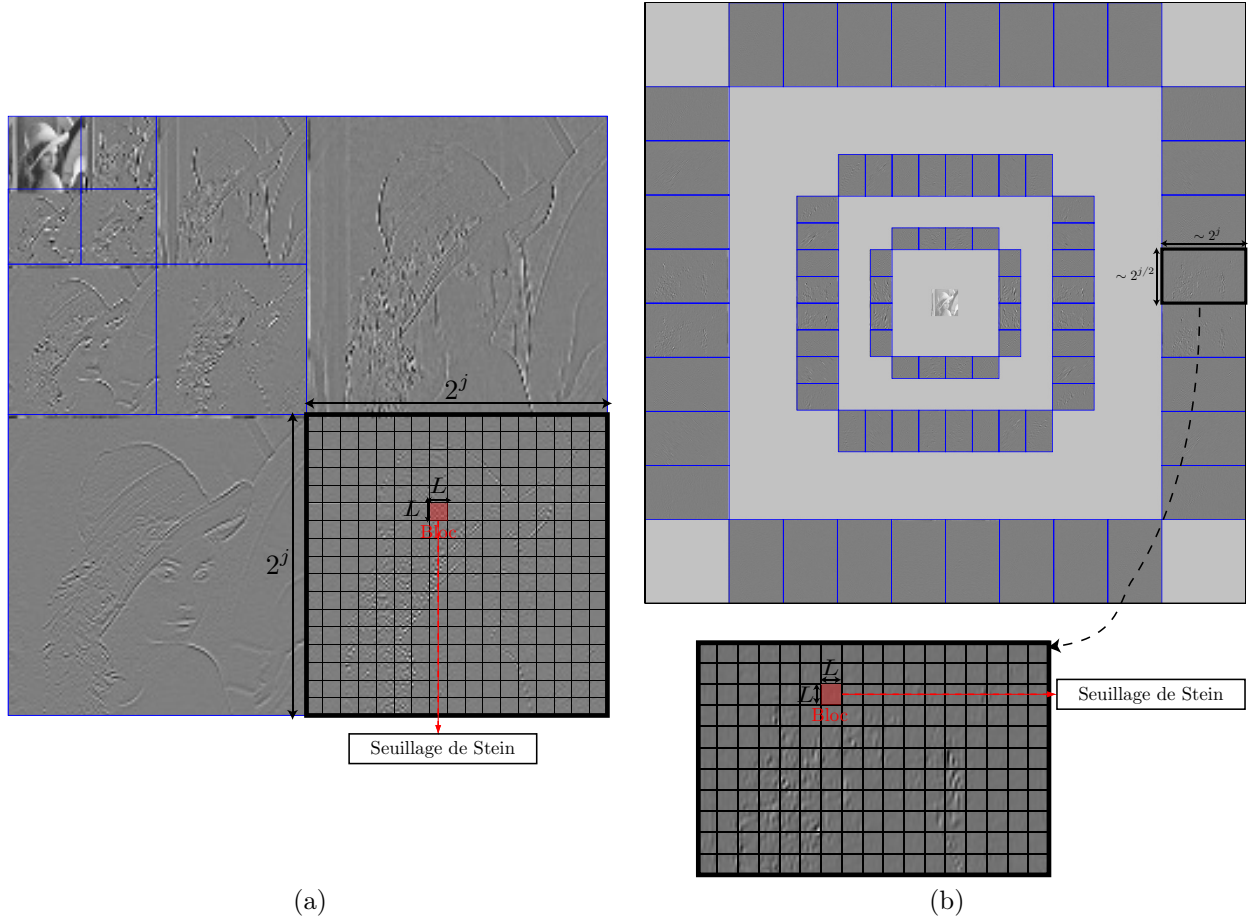 2^j
2^j
L
L
Bloc
Seuillage de Stein
(a)
∼ 2^j
∼ 2^{j/2}
L
L
Bloc
Seuillage de Stein
(b)